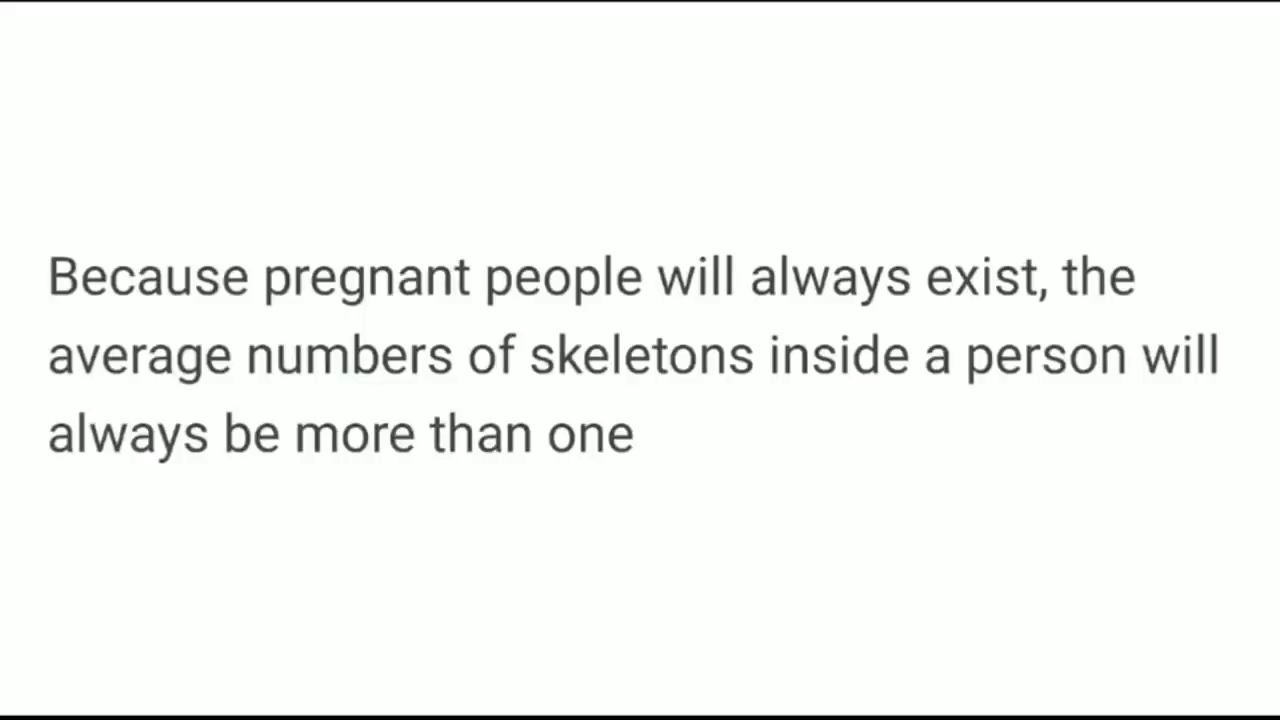 Because pregnant people will always exist, the
average numbers of skeletons inside a person will
always be more than one